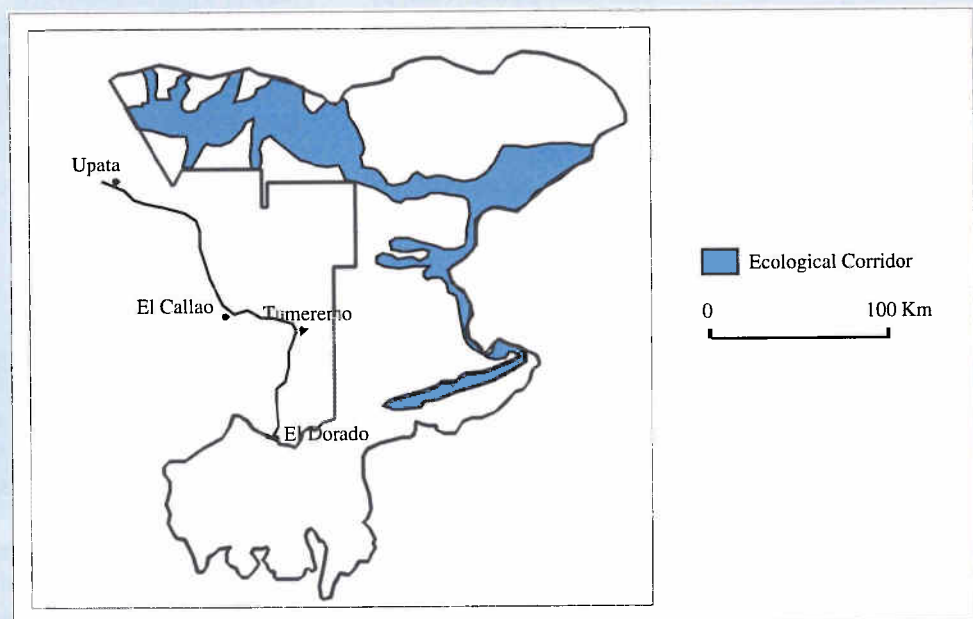 Upata
El Callao
Tumeremo
El Dorado
Ecological Corridor
0 100 Km